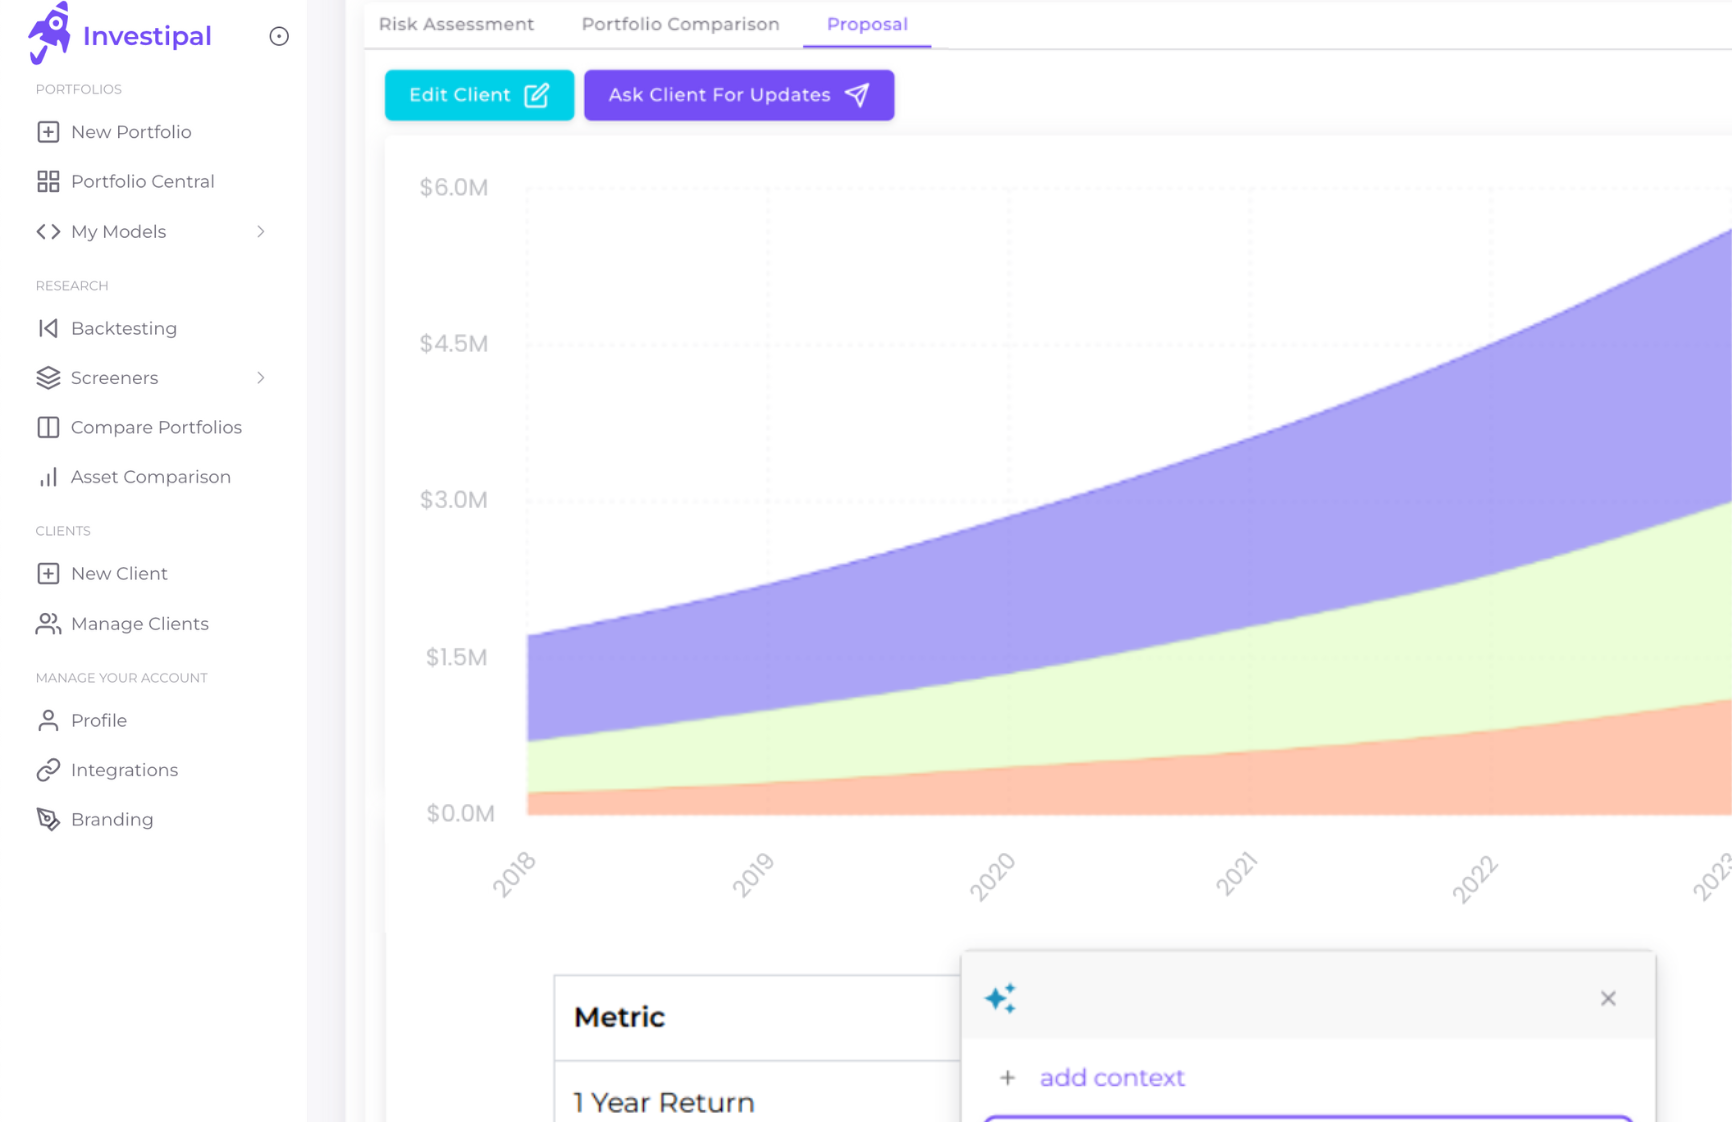 Investipal
PORTFOLIOS
New Portfolio
Portfolio Central
My Models
RESEARCH
Backtesting
Screeners
Compare Portfolios
Asset Comparison
CLIENTS
New Client
Manage Clients
MANAGE YOUR ACCOUNT
Profile
Integrations
Branding
Risk Assessment
Portfolio Comparison
Proposal
Edit Client
Ask Client For Updates
$6.0M
$4.5M
$3.0M
$1.5M
$0.0M
2018
2019
2020
2021
2022
2023
Metric
1 Year Return
+ add context